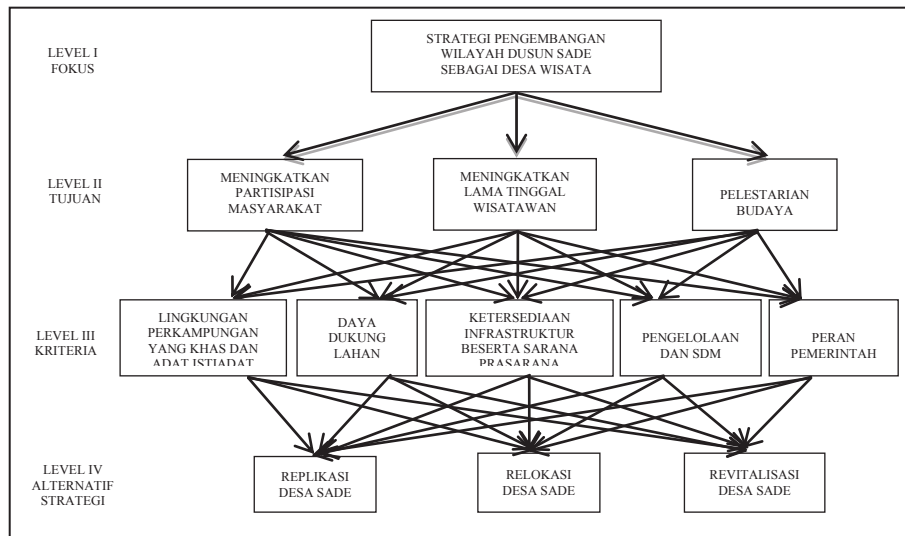 LEVEL I
FOKUS
STRATEGI PENGEMBANGAN
WILAYAH DUSUN SADE
SEBAGAI DESA WISATA
LEVEL II
TUJUAN
MENINGKATKAN
PARTISIPASI
MASYARAKAT
MENINGKATKAN
LAMA TINGGAL
WISATAWAN
PELESTARIAN
BUDAYA
LEVEL III
KRITERIA
LINGKUNGAN
PERKAMPUNGAN
YANG KHAS DAN
ADAT ISTIADAT
DAYA
DUKUNG
LAHAN
KETERSEDIAAN
INFRASTRUKTUR
BESERTA SARANA
PRASARANA
PENGELOLAAN
DAN SDM
PERAN
PEMERINTAH
LEVEL IV
ALTERNATIF
STRATEGI
REPLIKASI
DESA SADE
RELOKASI
DESA SADE
REVITALISASI
DESA SADE